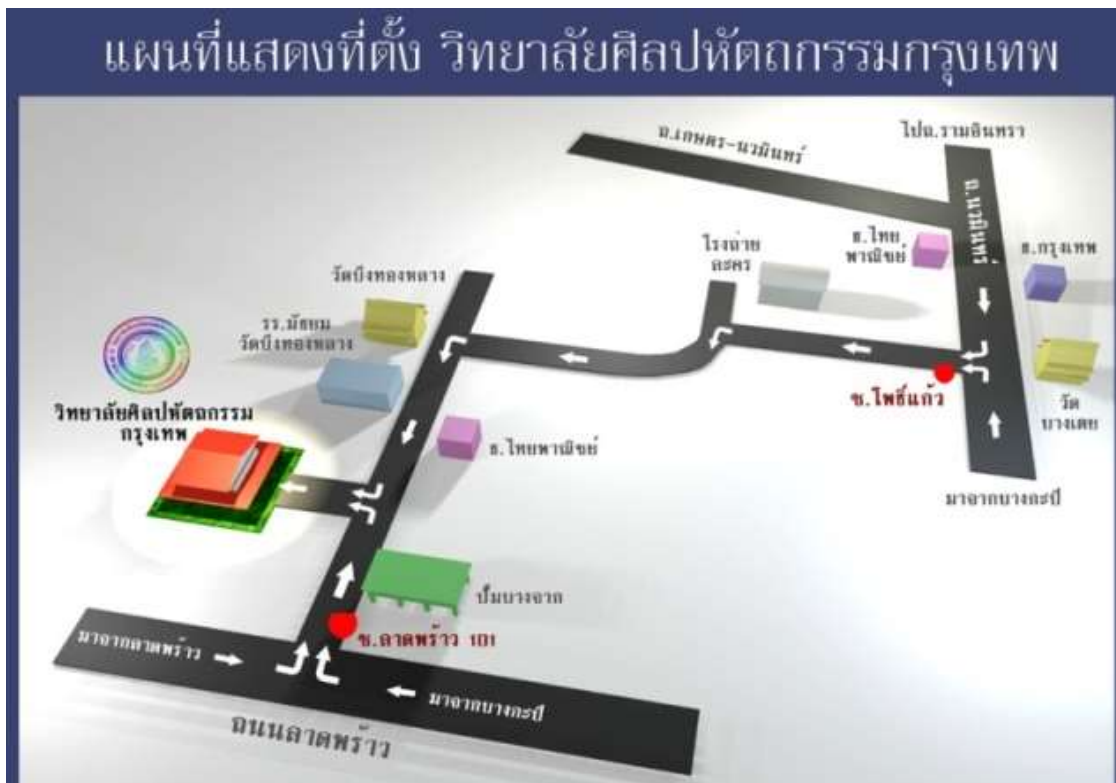 แผนที่แสดงที่ตั้ง วิทยาลัยศิลปหัตถกรรมกรุงเทพ
ไปถ.รามอินทรา
ถ.เกษตร-นวมินทร์
ถ.นวมินทร์
ธ.ไทย
พาณิชย์
ธ.กรุงเทพ
โรงถ่าย
ละคร
วัดบึงทองหลาง
รร.มัธยม
วัดบึงทองหลาง
วิทยาลัยศิลปหัตถกรรม
กรุงเทพ
ซ.โพธิ์แก้ว
วัด
บางเตย
ธ.ไทยพาณิชย์
มาจากบางกะปิ
ปั้มบางจาก
ซ.ลาดพร้าว 101
มาจากลาดพร้าว
มาจากบางกะปิ
ถนนลาดพร้าว